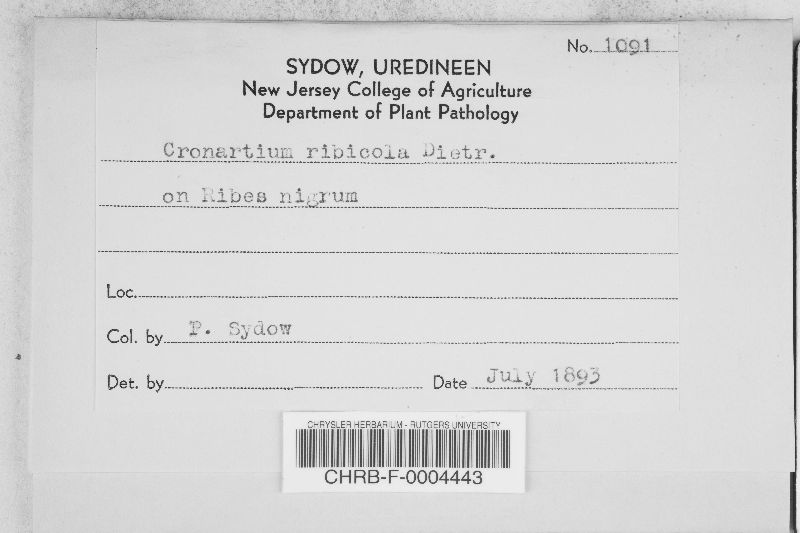 No. 1091
SYDOW, UREDINEEN
New Jersey College of Agriculture
Department of Plant Pathology
Cronartium ribicola Dietr.
on Ribes nigrum
Loc.
Col. by P. Sydow
Det. by Date July 1893
CHRYSLER HERBARIUM - RUTGERS UNIVERSITY
CHRB-F-0004443